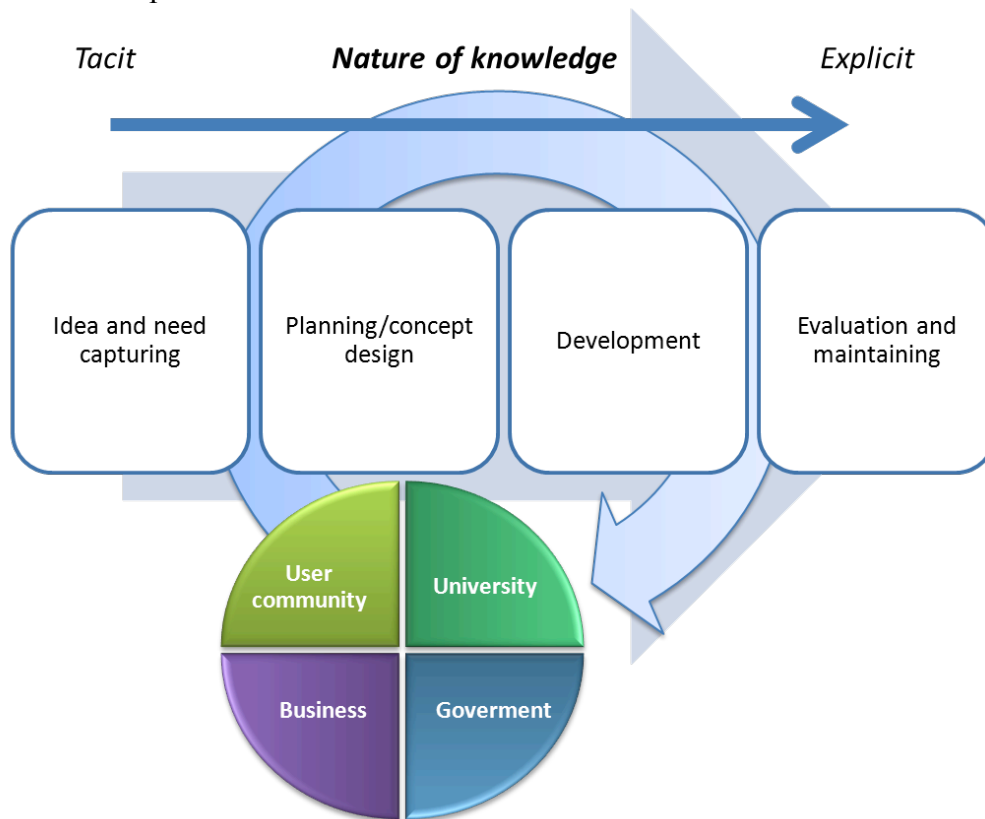 Tacit
Nature of knowledge
Explicit
Idea and need
capturing
Planning/concept
design
Development
Evaluation and
maintaining
User
community
University
Business
Goverment